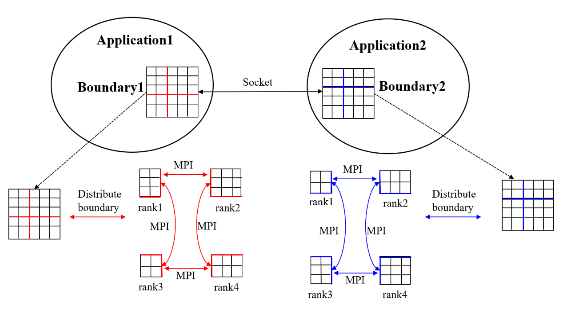 Application1
Application2
Boundary1
Socket
Boundary2
MPI
MPI
Distribute
boundary
rank1
rank2
rank1
rank2
Distribute
boundary
MPI
MPI
MPI
MPI
MPI
MPI
rank3
rank4
rank3
rank4